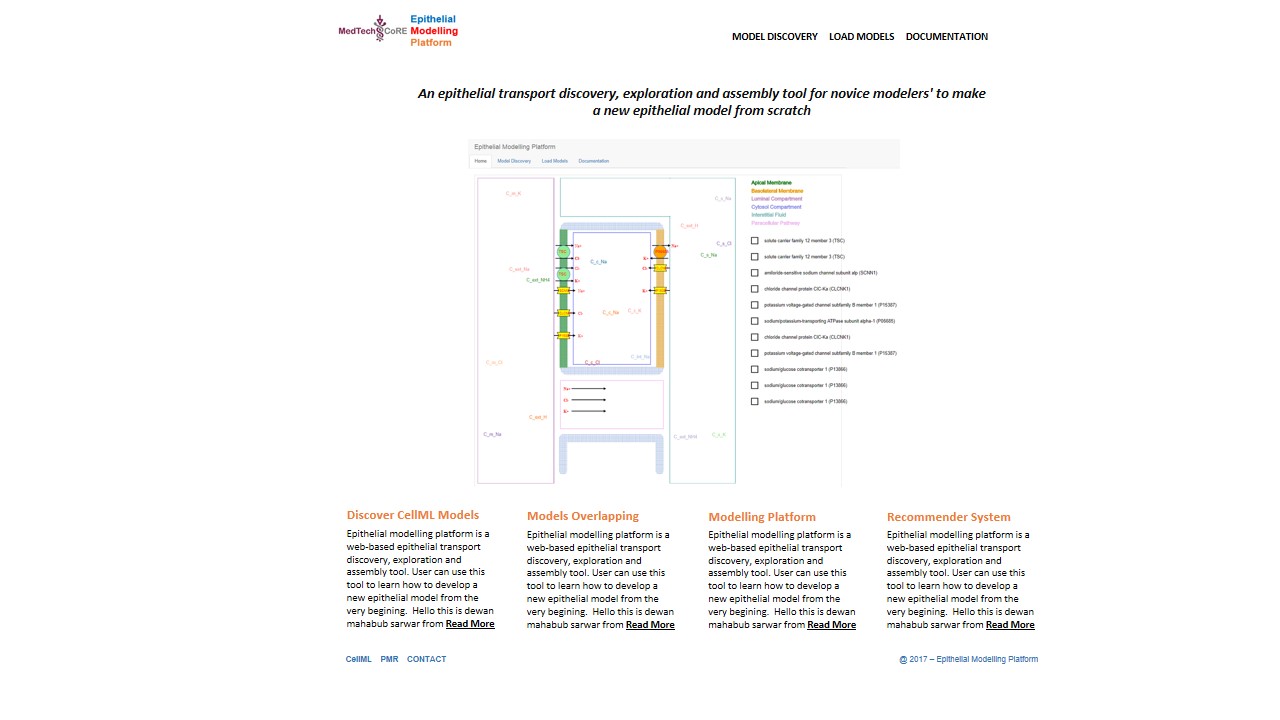 MedTech CoRE
Epithelial
Modelling
Platform
MODEL DISCOVERY LOAD MODELS DOCUMENTATION
An epithelial transport discovery, exploration and assembly tool for novice modelers' to make
a new epithelial model from scratch
Epithelial Modelling Platform
Home Model Discovery Load Models Documentation
C_m_K
C_s_Na
C_ext_H
C_s_Cl
C_s_Na
C_ext_Na
C_ext_NH4
C_c_Na
C_c_Na
C_c_K
C_int_Na
C_c_Cl
C_m_Cl
C_ext_H
C_m_Na
C_ext_NH4
C_s_K
Na+
Cl-
Cl-
K+
Na+
Cl-
K+
Na+
K+
Cl-
K+
TSC
TSC
Na+
Cl-
K+
Apical Membrane
Basolateral Membrane
Luminal Compartment
Cytosol Compartment
Interstitial Fluid
Paracellular Pathway
solute carrier family 12 member 3 (TSC)
solute carrier family 12 member 3 (TSC)
amiloride-sensitive sodium channel subunit alp (SCNN1)
chloride channel protein ClC-Ka (CLCNK1)
potassium voltage-gated channel subfamily B member 1 (P15387)
sodium/potassium-transporting ATPase subunit alpha-1 (P06685)
chloride channel protein ClC-Ka (CLCNK1)
potassium voltage-gated channel subfamily B member 1 (P15387)
sodium/glucose cotransporter 1 (P13866)
sodium/glucose cotransporter 1 (P13866)
sodium/glucose cotransporter 1 (P13866)
Discover CellML Models
Epithelial modelling platform is a
web-based epithelial transport
discovery, exploration and
assembly tool. User can use this
tool to learn how to develop a
new epithelial model from the
very begining. Hello this is dewan
mahabub sarwar from Read More
Models Overlapping
Epithelial modelling platform is a
web-based epithelial transport
discovery, exploration and
assembly tool. User can use this
tool to learn how to develop a
new epithelial model from the
very begining. Hello this is dewan
mahabub sarwar from Read More
Modelling Platform
Epithelial modelling platform is a
web-based epithelial transport
discovery, exploration and
assembly tool. User can use this
tool to learn how to develop a
new epithelial model from the
very begining. Hello this is dewan
mahabub sarwar from Read More
Recommender System
Epithelial modelling platform is a
web-based epithelial transport
discovery, exploration and
assembly tool. User can use this
tool to learn how to develop a
new epithelial model from the
very begining. Hello this is dewan
mahabub sarwar from Read More
CellML PMR CONTACT
@ 2017 – Epithelial Modelling Platform